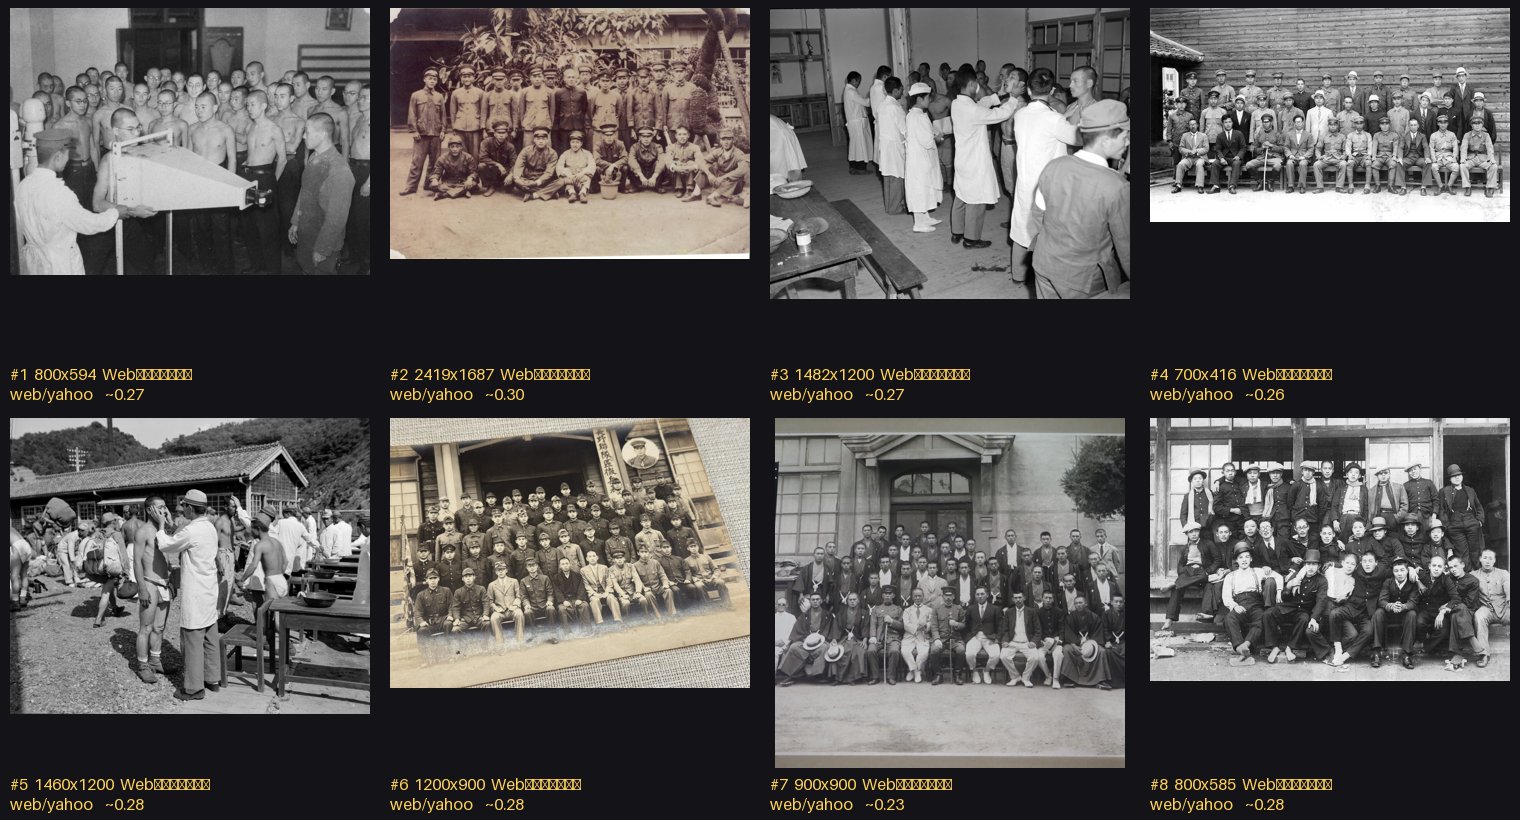 #1 800x594 Web
web/yahoo ~0.27
#2 2419x1687 Web
web/yahoo ~0.30
#3 1482x1200 Web
web/yahoo ~0.27
#4 700x416 Web
web/yahoo ~0.26
#5 1460x1200 Web
web/yahoo ~0.28
#6 1200x900 Web
web/yahoo ~0.28
#7 900x900 Web
web/yahoo ~0.23
#8 800x585 Web
web/yahoo ~0.28